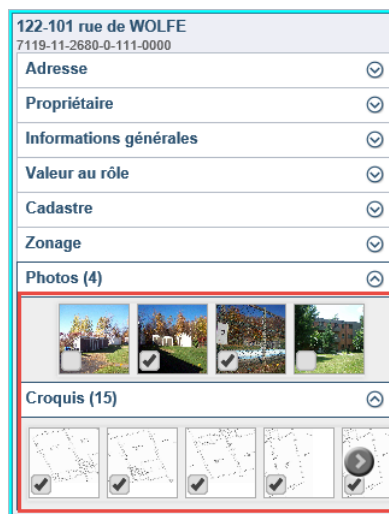 122-101 rue de WOLFE
7119-11-2680-0-111-0000
Adresse
Propriétaire
Informations générales
Valeur au rôle
Cadastre
Zonage
Photos (4)
Croquis (15)